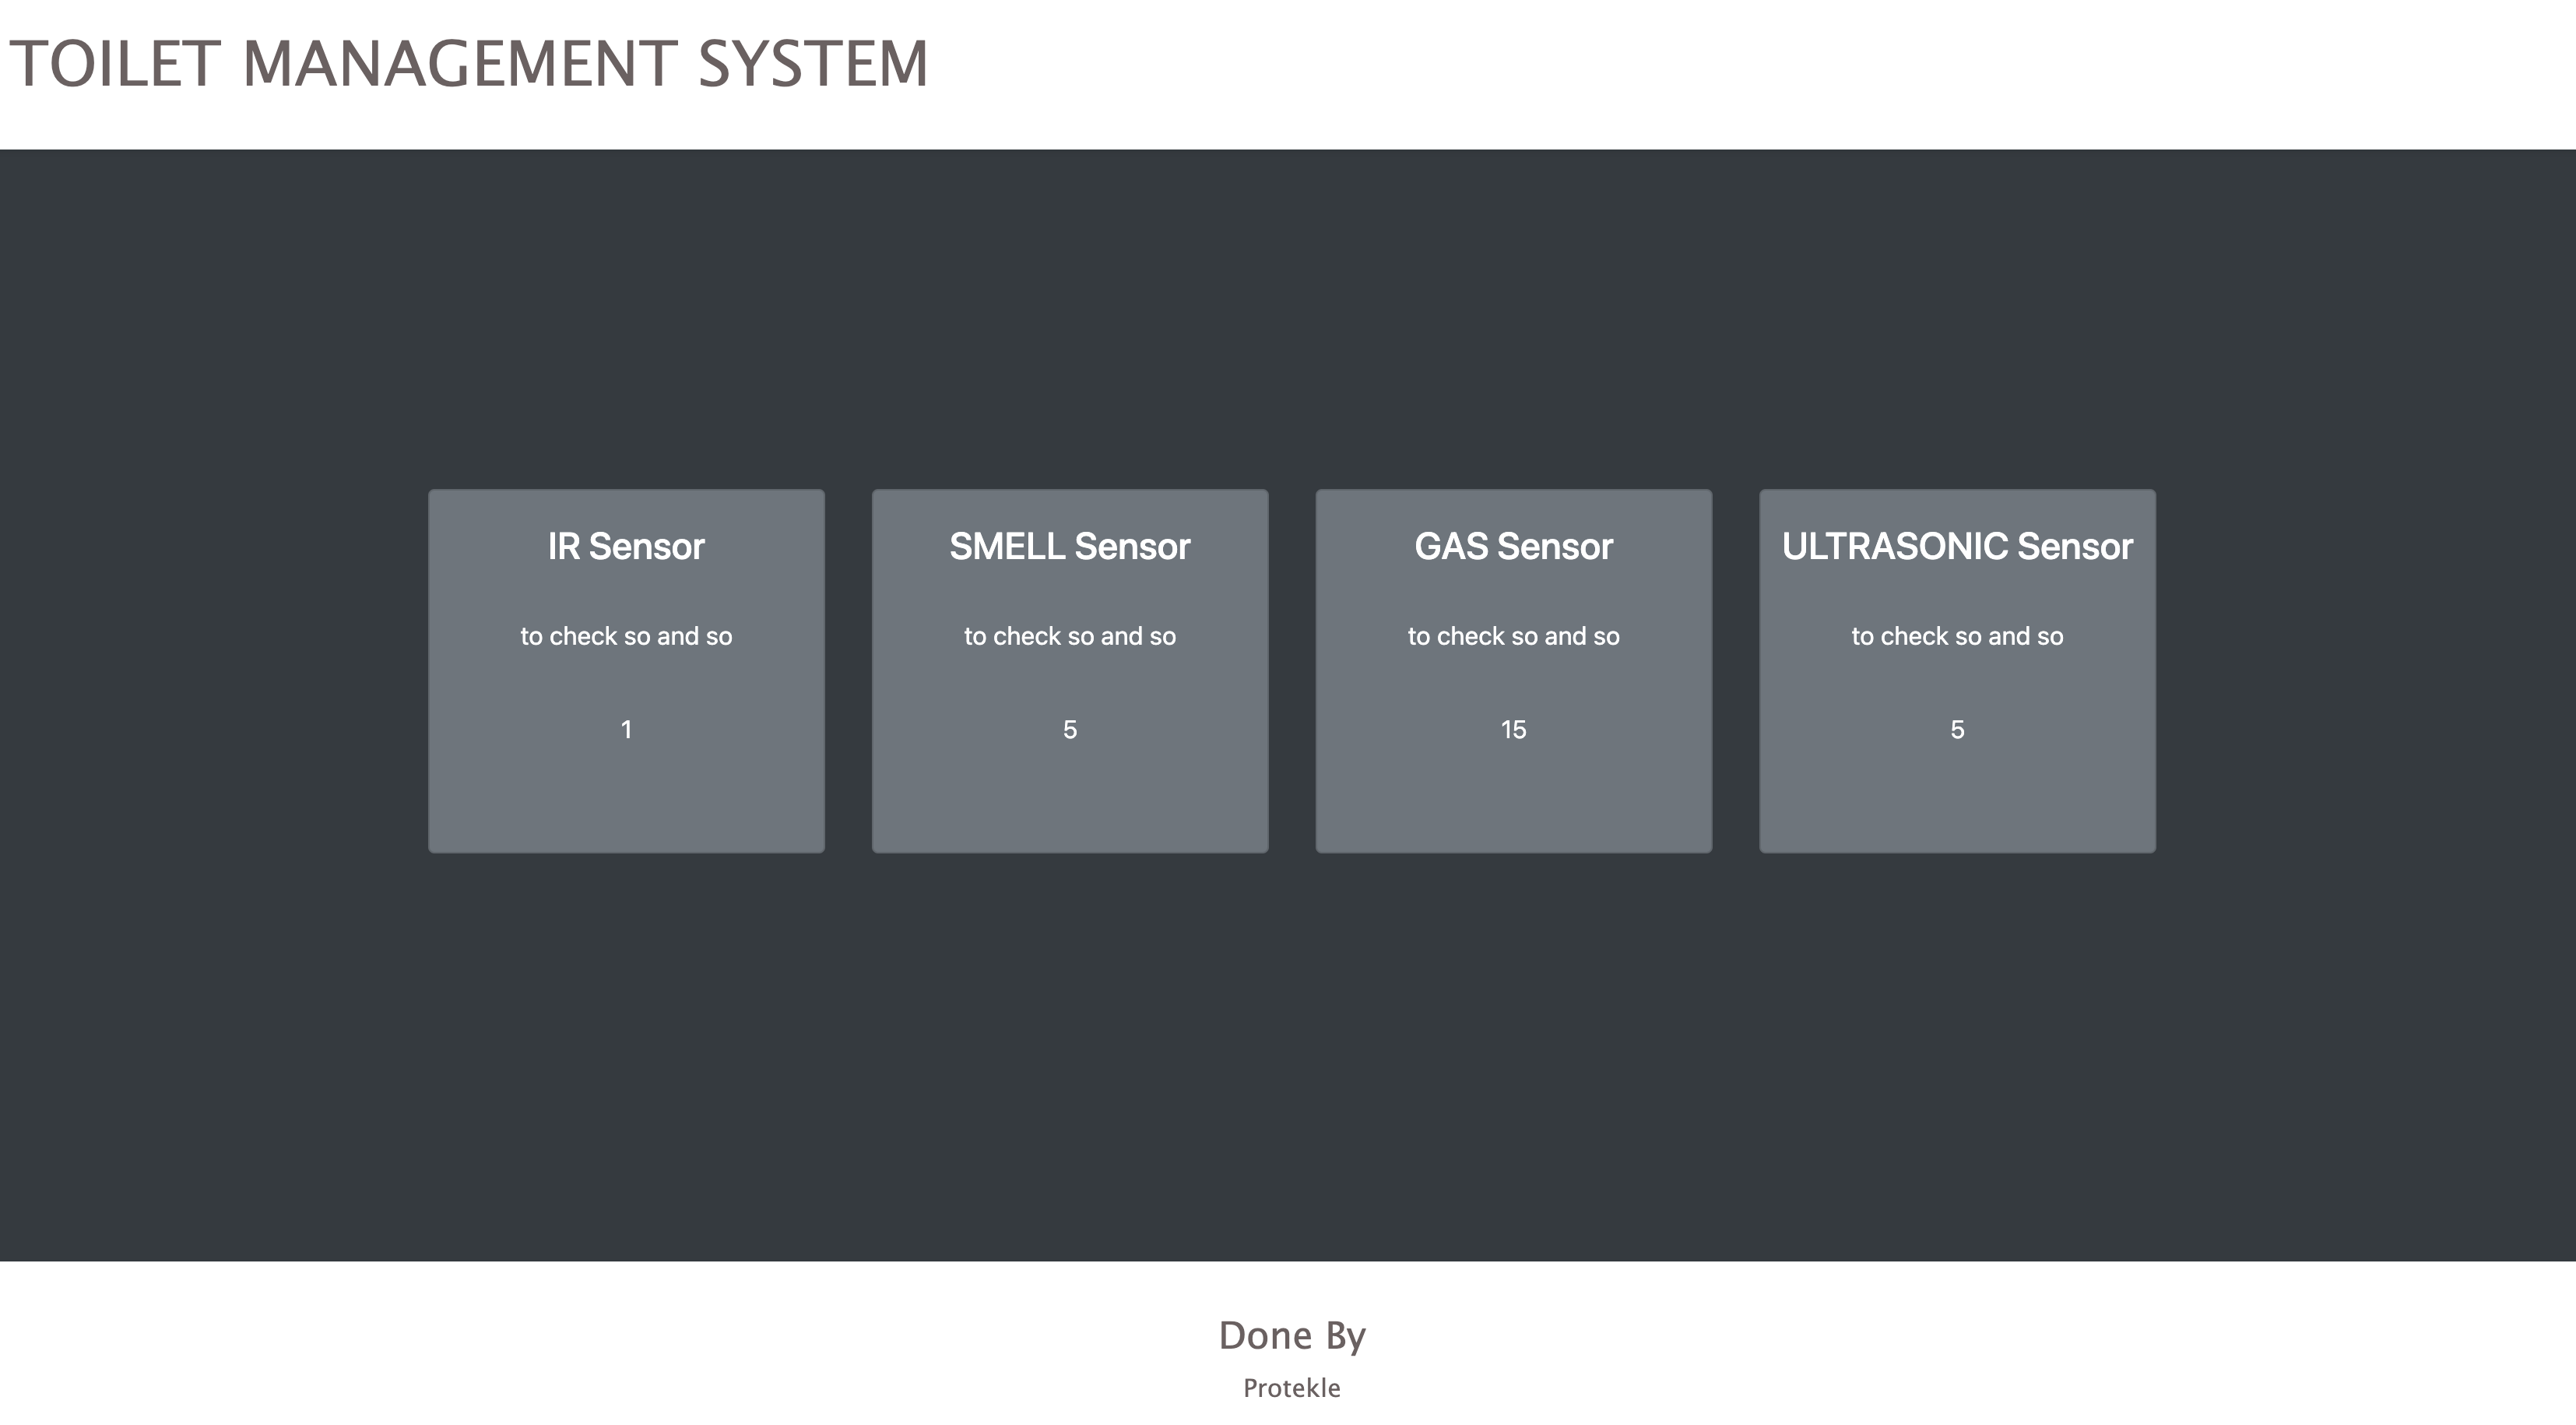 TOILET MANAGEMENT SYSTEM
IR Sensor
to check so and so
1
SMELL Sensor
to check so and so
5
GAS Sensor
to check so and so
15
ULTRASONIC Sensor
to check so and so
5
Done By
Protekle